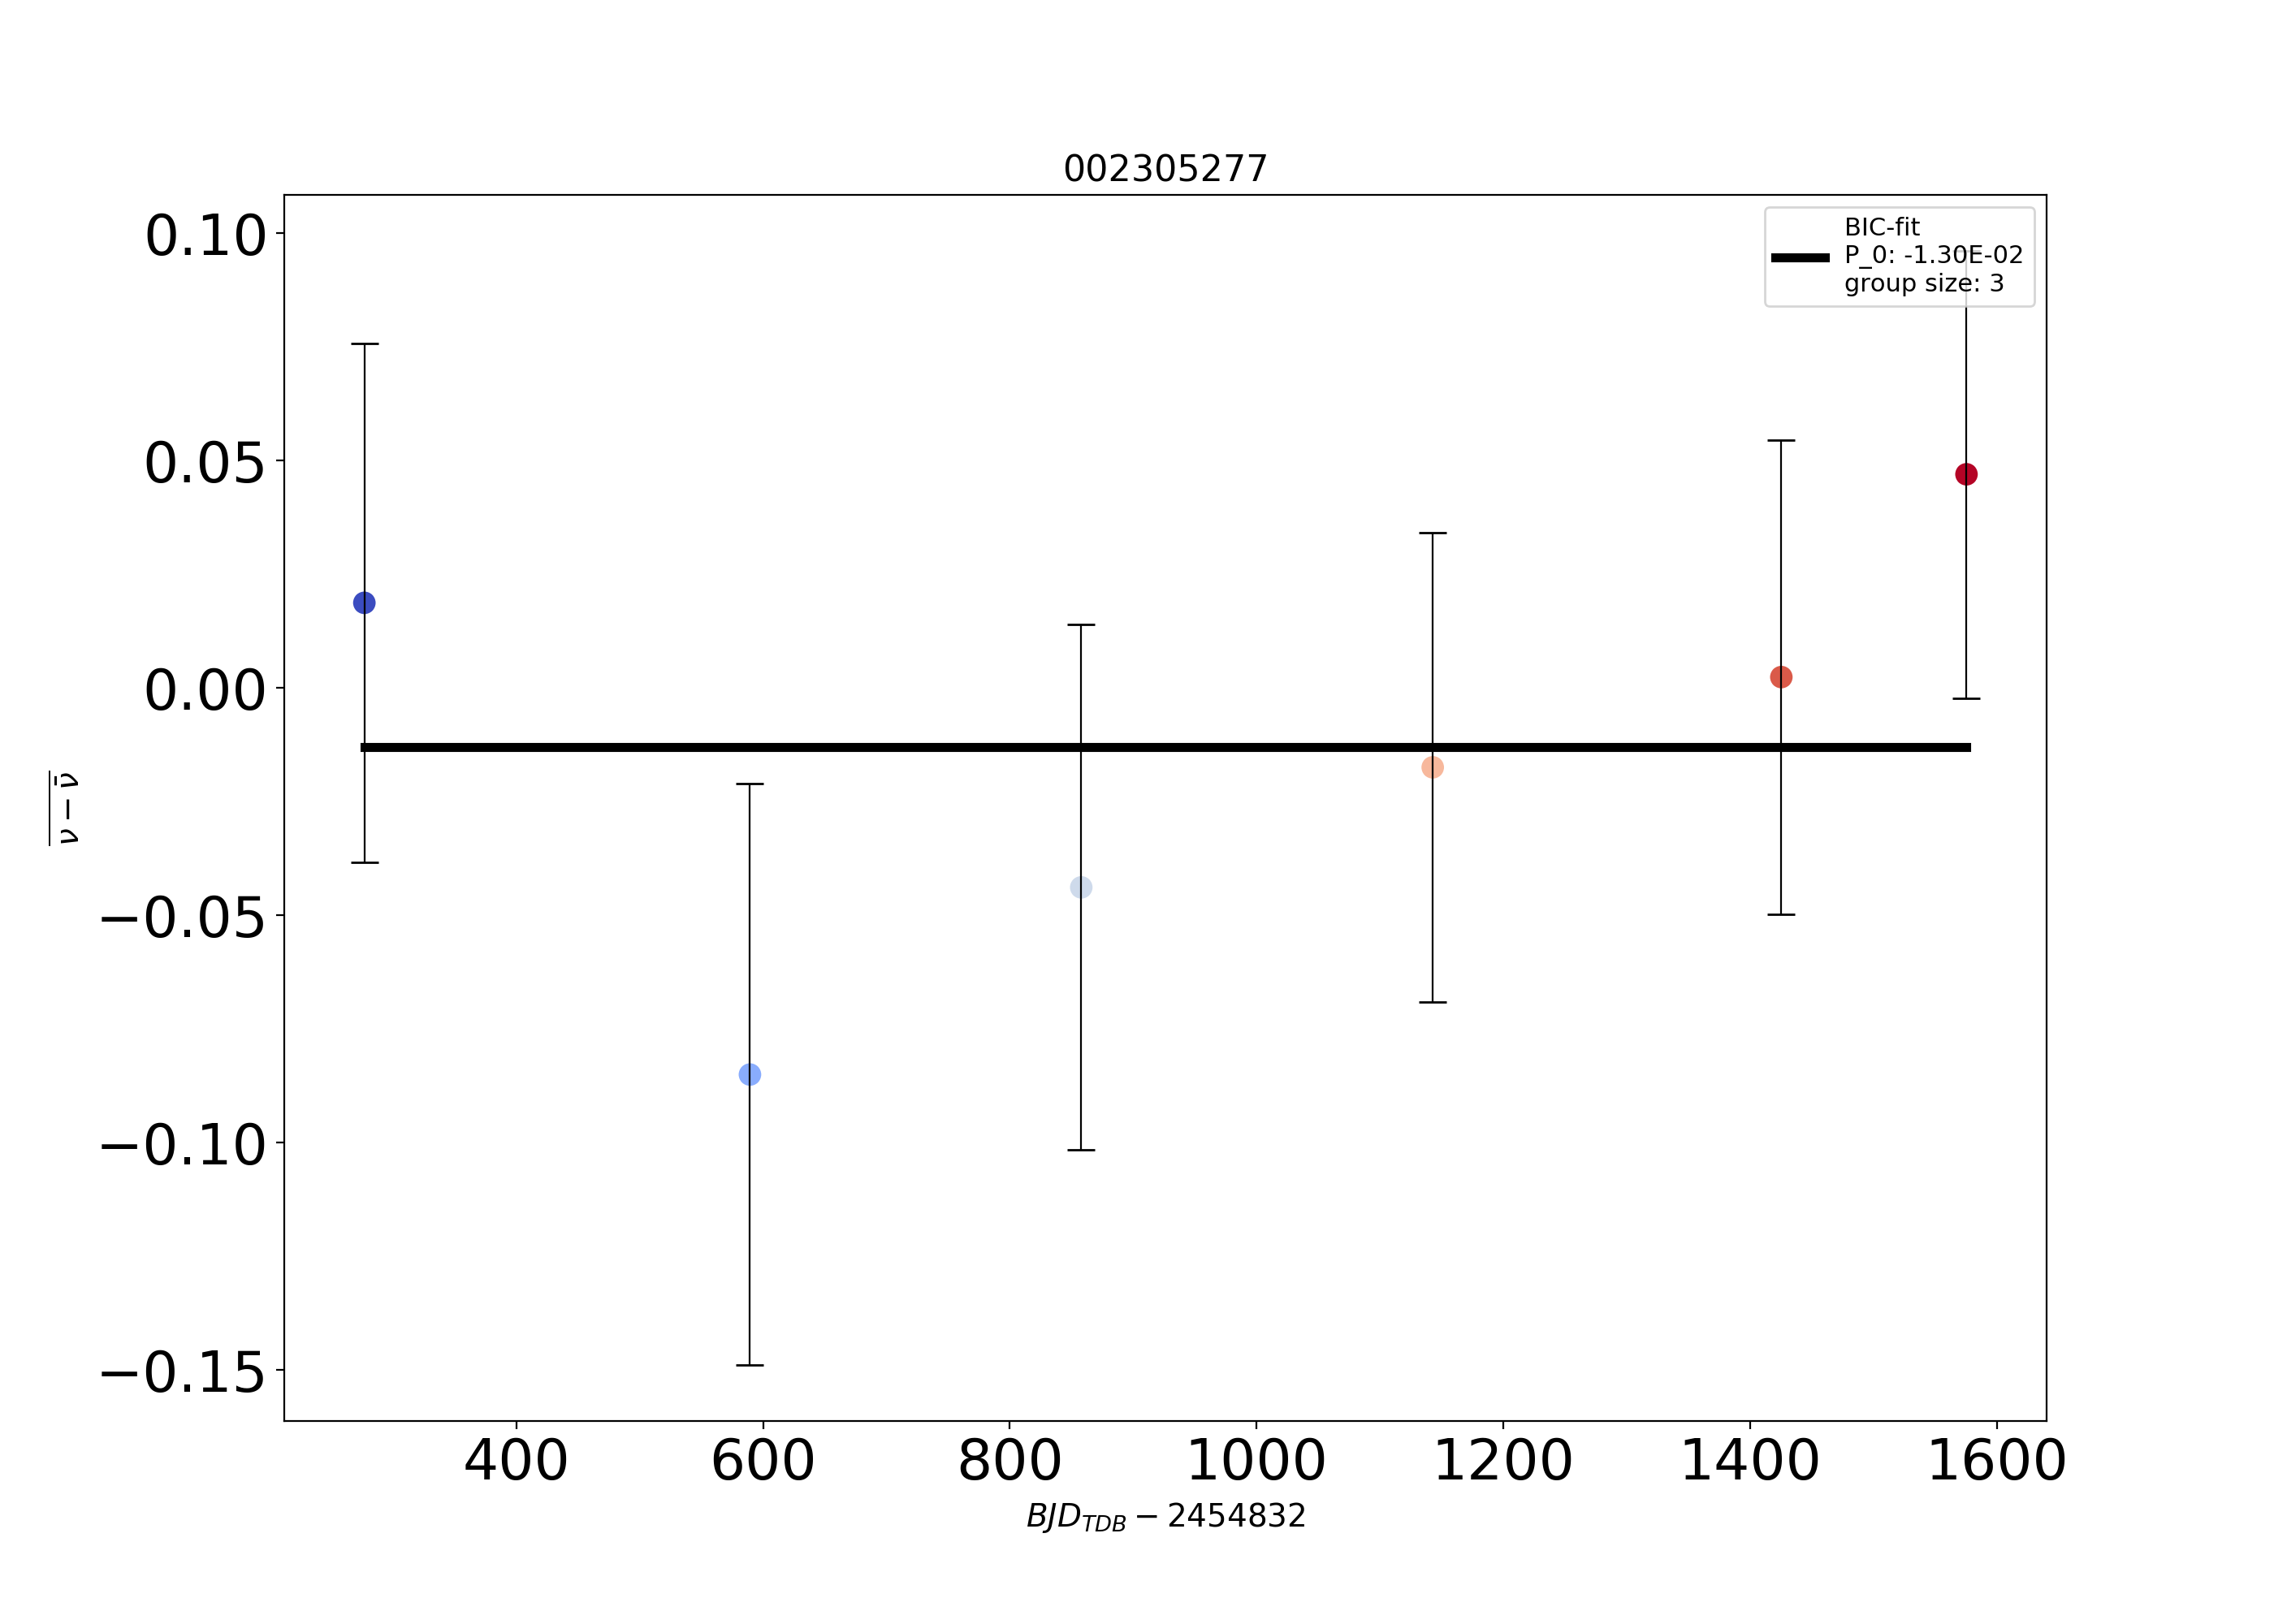 002305277
BIC-fit
P_0: -1.30E-02
group size: 3
0.10
0.05
0.00
−0.05
−0.10
−0.15
ν − ν̄
400 600 800 1000 1200 1400 1600
BJD_TDB − 2454832